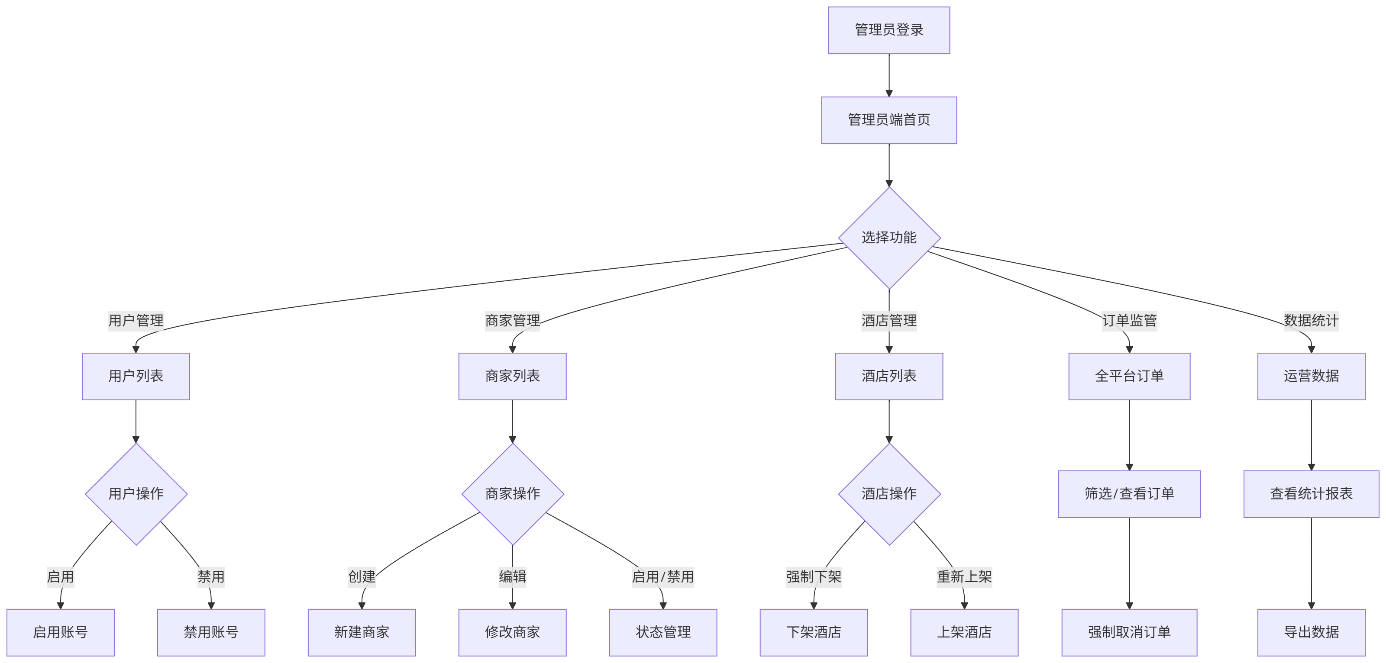 管理员登录
管理员端首页
选择功能
用户管理
商家管理
酒店管理
订单监管
数据统计
用户列表
商家列表
酒店列表
全平台订单
运营数据
用户操作
商家操作
酒店操作
筛选/查看订单
查看统计报表
启用
禁用
创建
编辑
启用/禁用
强制下架
重新上架
启用账号
禁用账号
新建商家
修改商家
状态管理
下架酒店
上架酒店
强制取消订单
导出数据